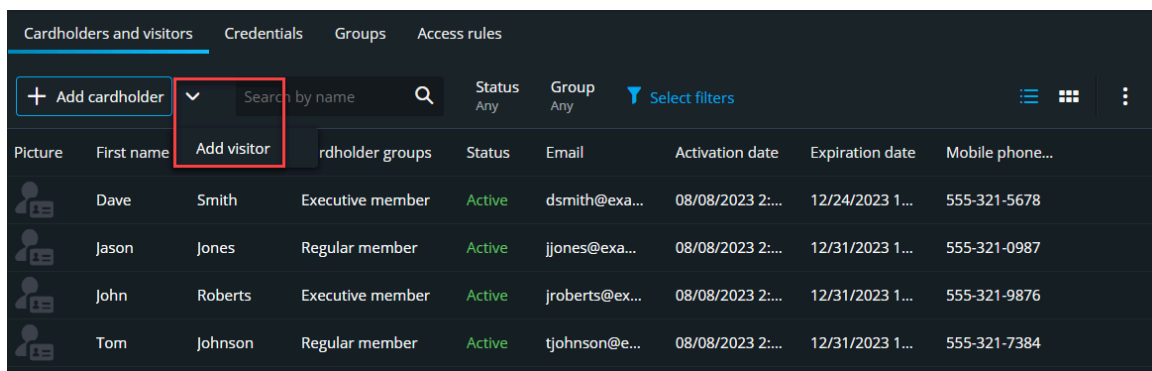 Cardholders and visitors Credentials Groups Access rules
Add cardholder Search by name Status Any Group Any Select filters
Add visitor
Picture First name rdholder groups Status Email Activation date Expiration date Mobile phone...
Dave Smith Executive member Active dsmith@exa... 08/08/2023 2:... 12/24/2023 1... 555-321-5678
Jason Jones Regular member Active jjones@exa... 08/08/2023 2:... 12/31/2023 1... 555-321-0987
John Roberts Executive member Active jroberts@ex... 08/08/2023 2:... 12/31/2023 1... 555-321-9876
Tom Johnson Regular member Active tjohnson@e... 08/08/2023 2:... 12/31/2023 1... 555-321-7384